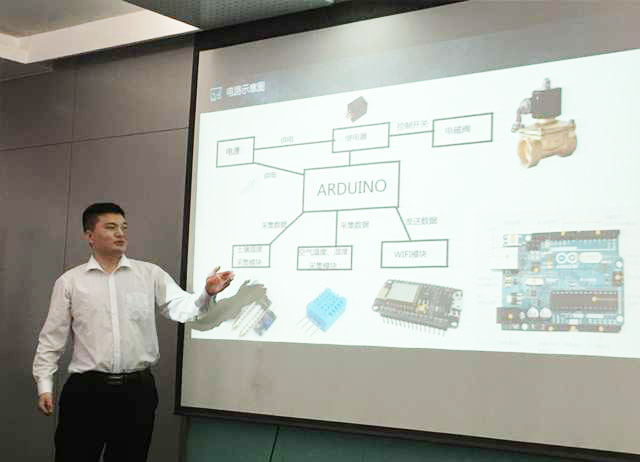 电路示意图
供电
控制开关
电源
继电器
电磁阀
供电
ARDUINO
采集数据
采集数据
发送数据
土壤湿度
采集模块
空气温度、湿度
采集模块
WIFI模块